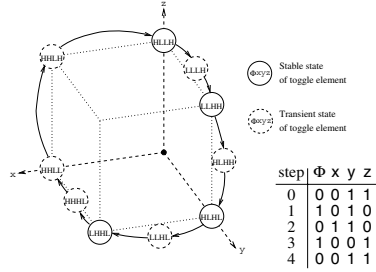 z
HLLH
HHLH
LLLH
Φxyz
Stable state
of toggle element
LLHH
Φxyz
Transient state
of toggle element
HLHH
x
HHLL
HHHL
LHHL
LLHL
HLHL
y
step Φ x y z
0 0 0 1 1
1 1 0 1 0
2 0 1 1 0
3 1 0 0 1
4 0 0 1 1